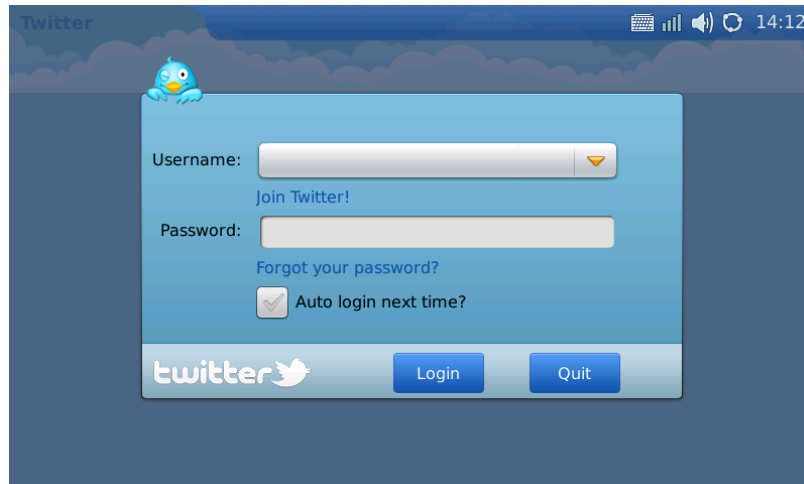 Twitter
14:12
Username:
Join Twitter!
Password:
Forgot your password?
Auto login next time?
twitter
Login
Quit